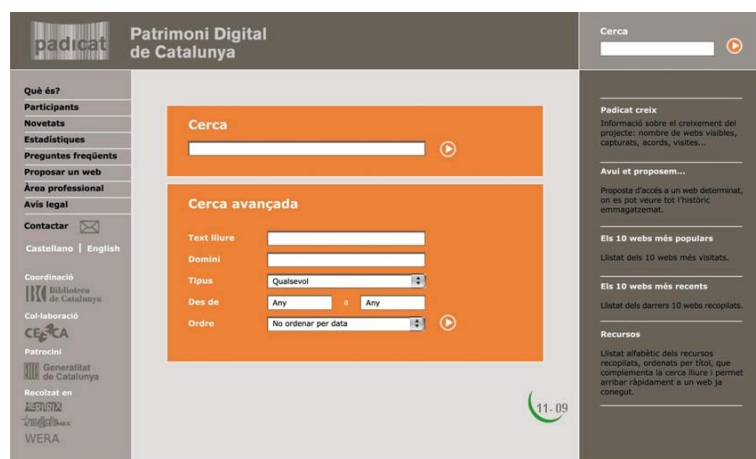 padicat
Patrimoni Digital
de Catalunya
Cerca
Què és?
Participants
Novetats
Estadístiques
Preguntes freqüents
Proposar un web
Àrea professional
Avís legal
Contactar
Castellano | English
Coordinació
Biblioteca
de Catalunya
Col·laboració
CESCA
Patrocini
Generalitat
de Catalunya
Recolzat en
HERITRIX
WERA
Cerca
Cerca avançada
Text lliure
Domini
Tipus
Qualsevol
Des de
Any a Any
Ordre
No ordenar per data
11-09
Padicat creix
Informació sobre el creixement del
projecte: nombre de webs visibles,
capturats, acords, visites...
Avui et proposem...
Proposta d'accés a un web determinat,
on es pot veure tot l'històric
emmagatzemat.
Els 10 webs més populars
Llistat dels 10 webs més visitats.
Els 10 webs més recents
Llistat dels darrers 10 webs recopilats.
Recursos
Llistat alfabètic dels recursos
recopilats, ordenats per títol, que
complementa la cerca lliure i permet
arribar ràpidament a un web ja
conegut.